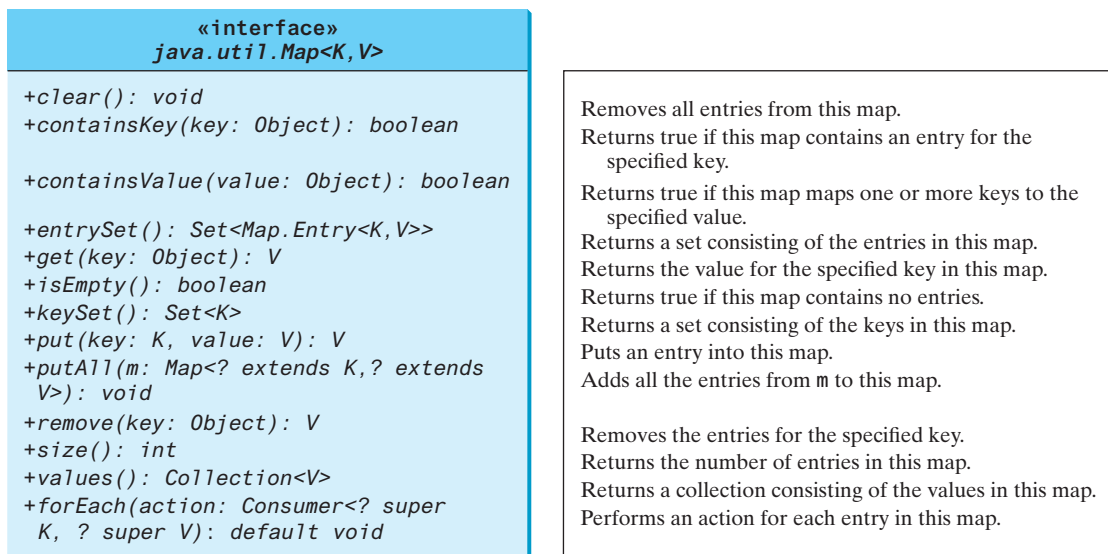 «interface»
java.util.Map<K,V>
+clear(): void
+containsKey(key: Object): boolean
+containsValue(value: Object): boolean
+entrySet(): Set<Map.Entry<K,V>>
+get(key: Object): V
+isEmpty(): boolean
+keySet(): Set<K>
+put(key: K, value: V): V
+putAll(m: Map<? extends K,? extends
V>): void
+remove(key: Object): V
+size(): int
+values(): Collection<V>
+forEach(action: Consumer<? super
K, ? super V): default void
Removes all entries from this map.
Returns true if this map contains an entry for the
specified key.
Returns true if this map maps one or more keys to the
specified value.
Returns a set consisting of the entries in this map.
Returns the value for the specified key in this map.
Returns true if this map contains no entries.
Returns a set consisting of the keys in this map.
Puts an entry into this map.
Adds all the entries from m to this map.
Removes the entries for the specified key.
Returns the number of entries in this map.
Returns a collection consisting of the values in this map.
Performs an action for each entry in this map.